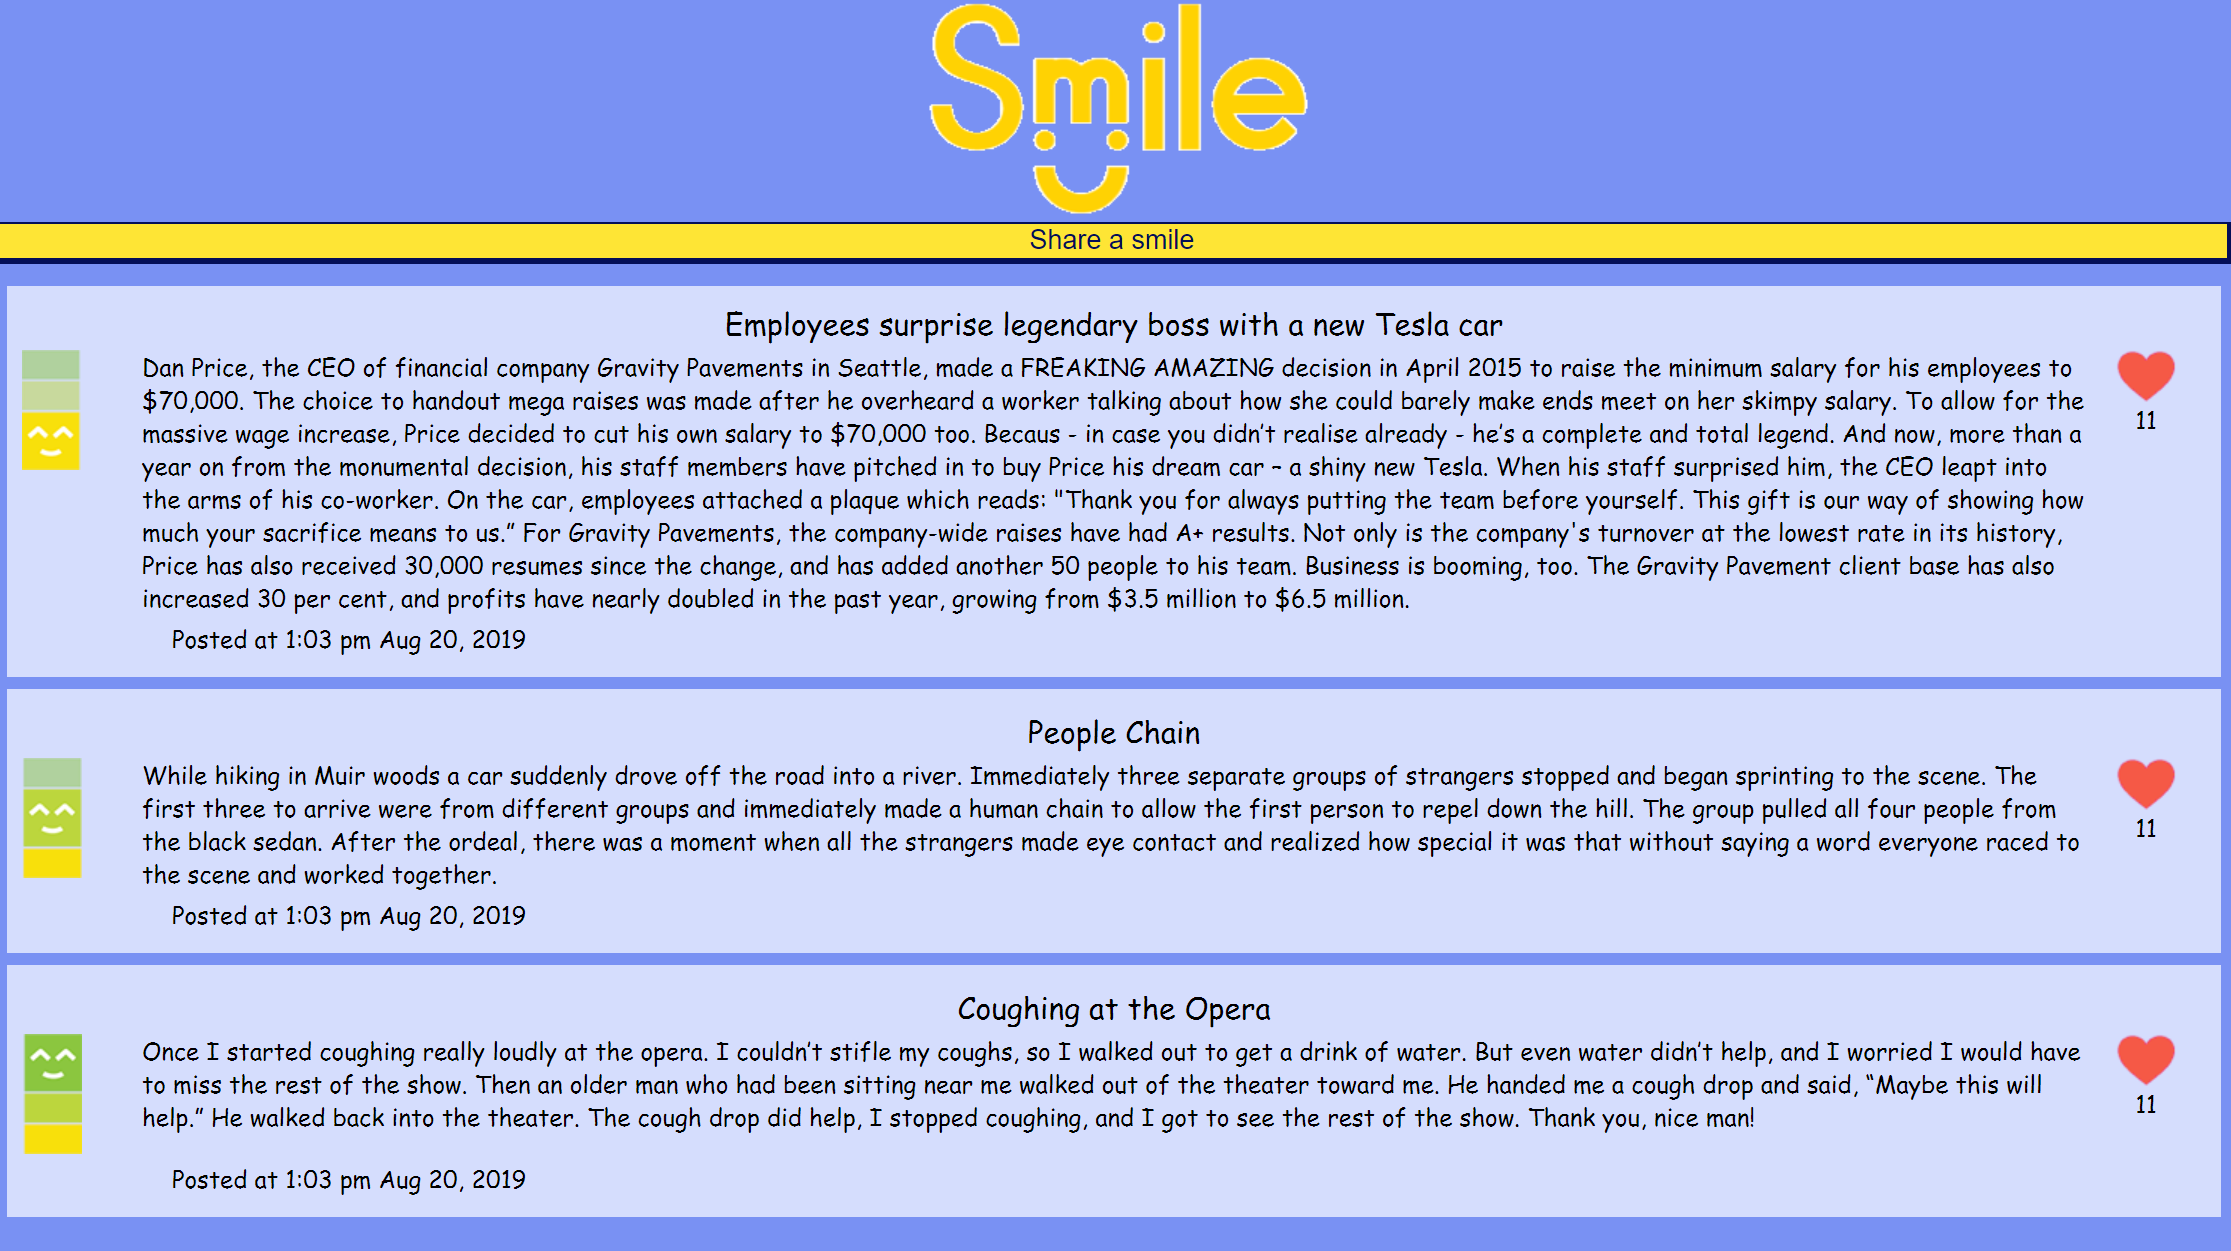 Smile
Share a smile
Employees surprise legendary boss with a new Tesla car
Dan Price, the CEO of financial company Gravity Pavements in Seattle, made a FREAKING AMAZING decision in April 2015 to raise the minimum salary for his employees to
$70,000. The choice to handout mega raises was made after he overheard a worker talking about how she could barely make ends meet on her skimpy salary. To allow for the
massive wage increase, Price decided to cut his own salary to $70,000 too. Becaus - in case you didn’t realise already - he’s a complete and total legend. And now, more than a
year on from the monumental decision, his staff members have pitched in to buy Price his dream car – a shiny new Tesla. When his staff surprised him, the CEO leapt into
the arms of his co-worker. On the car, employees attached a plaque which reads: "Thank you for always putting the team before yourself. This gift is our way of showing how
much your sacrifice means to us.” For Gravity Pavements, the company-wide raises have had A+ results. Not only is the company's turnover at the lowest rate in its history,
Price has also received 30,000 resumes since the change, and has added another 50 people to his team. Business is booming, too. The Gravity Pavement client base has also
increased 30 per cent, and profits have nearly doubled in the past year, growing from $3.5 million to $6.5 million.
11
Posted at 1:03 pm Aug 20, 2019
People Chain
While hiking in Muir woods a car suddenly drove off the road into a river. Immediately three separate groups of strangers stopped and began sprinting to the scene. The
first three to arrive were from different groups and immediately made a human chain to allow the first person to repel down the hill. The group pulled all four people from
the black sedan. After the ordeal, there was a moment when all the strangers made eye contact and realized how special it was that without saying a word everyone raced to
the scene and worked together.
11
Posted at 1:03 pm Aug 20, 2019
Coughing at the Opera
Once I started coughing really loudly at the opera. I couldn’t stifle my coughs, so I walked out to get a drink of water. But even water didn’t help, and I worried I would have
to miss the rest of the show. Then an older man who had been sitting near me walked out of the theater toward me. He handed me a cough drop and said, “Maybe this will
help.” He walked back into the theater. The cough drop did help, I stopped coughing, and I got to see the rest of the show. Thank you, nice man!
11
Posted at 1:03 pm Aug 20, 2019